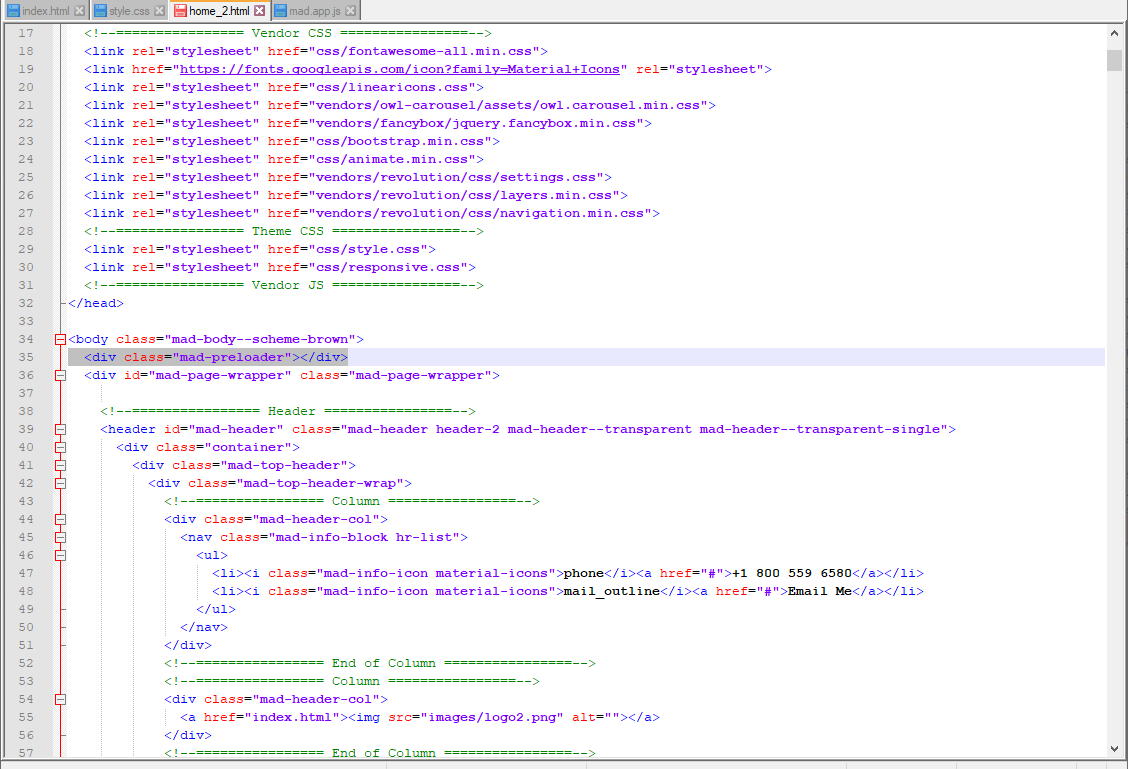 index.html style.css home_2.html mad.app.js
17 <!--================ Vendor CSS ================-->
18 <link rel="stylesheet" href="css/fontawesome-all.min.css">
19 <link href="https://fonts.googleapis.com/icon?family=Material+Icons" rel="stylesheet">
20 <link rel="stylesheet" href="css/linearicons.css">
21 <link rel="stylesheet" href="vendors/owl-carousel/assets/owl.carousel.min.css">
22 <link rel="stylesheet" href="vendors/fancybox/jquery.fancybox.min.css">
23 <link rel="stylesheet" href="css/bootstrap.min.css">
24 <link rel="stylesheet" href="css/animate.min.css">
25 <link rel="stylesheet" href="vendors/revolution/css/settings.css">
26 <link rel="stylesheet" href="vendors/revolution/css/layers.min.css">
27 <link rel="stylesheet" href="vendors/revolution/css/navigation.min.css">
28 <!--================ Theme CSS ================-->
29 <link rel="stylesheet" href="css/style.css">
30 <link rel="stylesheet" href="css/responsive.css">
31 <!--================ Vendor JS ================-->
32 </head>
33
34 <body class="mad-body--scheme-brown">
35 <div class="mad-preloader"></div>
36 <div id="mad-page-wrapper" class="mad-page-wrapper">
37
38 <!--================ Header ================-->
39 <header id="mad-header" class="mad-header header-2 mad-header--transparent mad-header--transparent-single">
40 <div class="container">
41 <div class="mad-top-header">
42 <div class="mad-top-header-wrap">
43 <!--================ Column ================-->
44 <div class="mad-header-col">
45 <nav class="mad-info-block hr-list">
46 <ul>
47 <li><i class="mad-info-icon material-icons">phone</i><a href="#">+1 800 559 6580</a></li>
48 <li><i class="mad-info-icon material-icons">mail_outline</i><a href="#">Email Me</a></li>
49 </ul>
50 </nav>
51 </div>
52 <!--================ End of Column ================-->
53 <!--================ Column ================-->
54 <div class="mad-header-col">
55 <a href="index.html"><img src="images/logo2.png" alt=""></a>
56 </div>
57 <!--================ End of Column ================-->